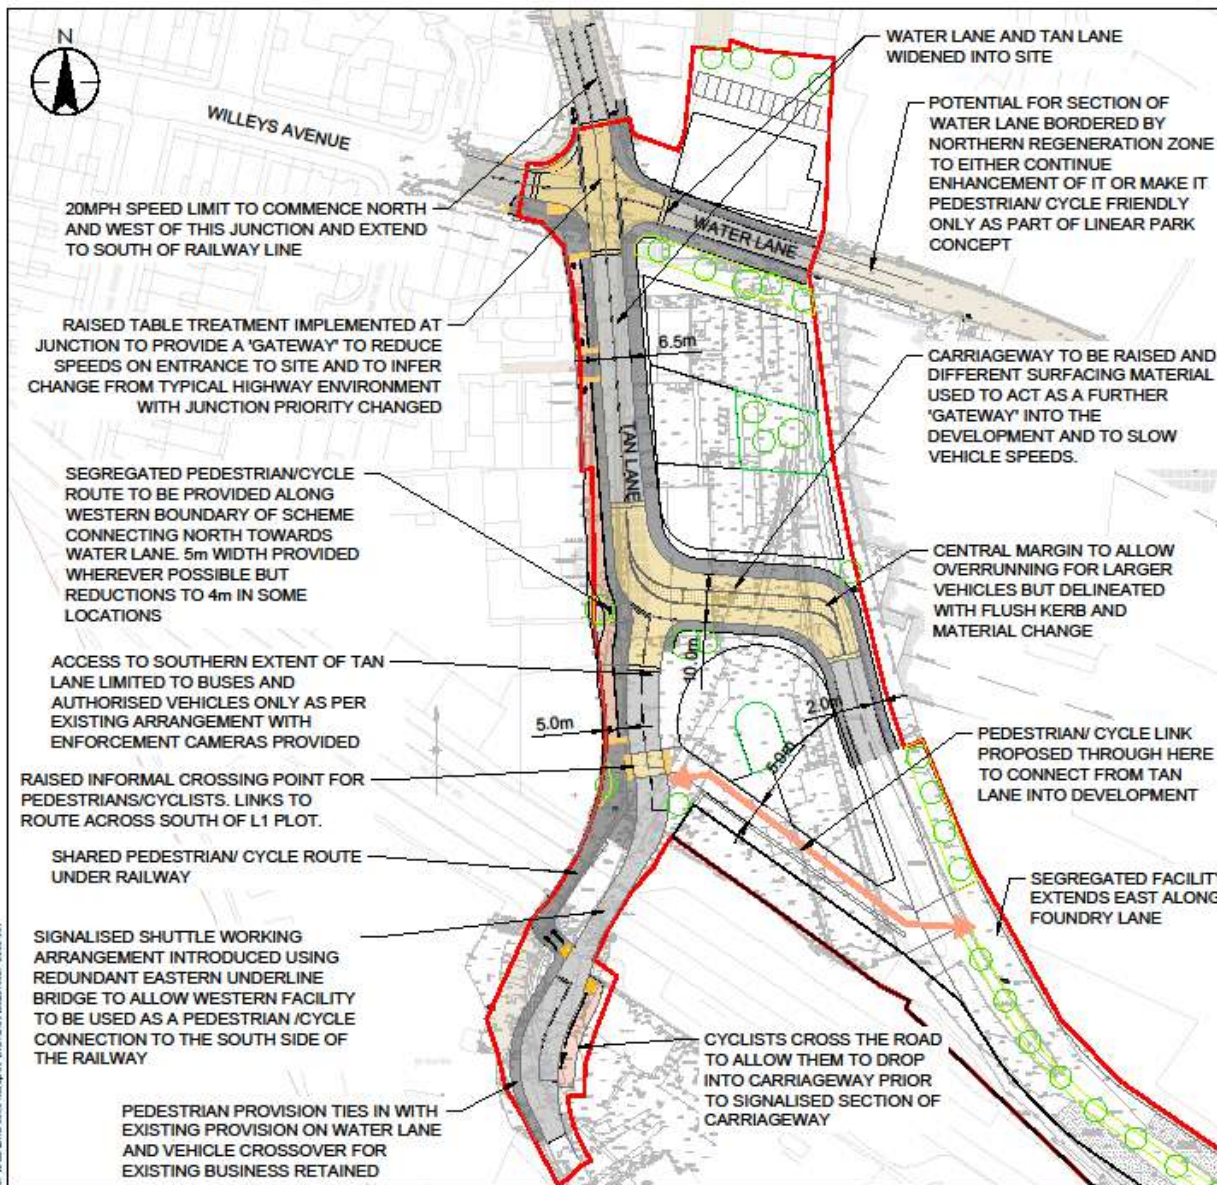 N
WILLEYS AVENUE
WATER LANE AND TAN LANE
WIDENED INTO SITE
POTENTIAL FOR SECTION OF
WATER LANE BORDERED BY
NORTHERN REGENERATION ZONE
TO EITHER CONTINUE
ENHANCEMENT OF IT OR MAKE IT
PEDESTRIAN/ CYCLE FRIENDLY
ONLY AS PART OF LINEAR PARK
CONCEPT
20MPH SPEED LIMIT TO COMMENCE NORTH
AND WEST OF THIS JUNCTION AND EXTEND
TO SOUTH OF RAILWAY LINE
WATER LANE
RAISED TABLE TREATMENT IMPLEMENTED AT
JUNCTION TO PROVIDE A 'GATEWAY' TO REDUCE
SPEEDS ON ENTRANCE TO SITE AND TO INFER
CHANGE FROM TYPICAL HIGHWAY ENVIRONMENT
WITH JUNCTION PRIORITY CHANGED
6.5m
CARRIAGEWAY TO BE RAISED AND
DIFFERENT SURFACING MATERIAL
USED TO ACT AS A FURTHER
'GATEWAY' INTO THE
DEVELOPMENT AND TO SLOW
VEHICLE SPEEDS.
TAN LANE
SEGREGATED PEDESTRIAN/CYCLE
ROUTE TO BE PROVIDED ALONG
WESTERN BOUNDARY OF SCHEME
CONNECTING NORTH TOWARDS
WATER LANE. 5m WIDTH PROVIDED
WHEREVER POSSIBLE BUT
REDUCTIONS TO 4m IN SOME
LOCATIONS
CENTRAL MARGIN TO ALLOW
OVERRUNNING FOR LARGER
VEHICLES BUT DELINEATED
WITH FLUSH KERB AND
MATERIAL CHANGE
ACCESS TO SOUTHERN EXTENT OF TAN
LANE LIMITED TO BUSES AND
AUTHORISED VEHICLES ONLY AS PER
EXISTING ARRANGEMENT WITH
ENFORCEMENT CAMERAS PROVIDED
10.0m
2.0m
5.0m
5.0m
PEDESTRIAN/ CYCLE LINK
PROPOSED THROUGH HERE
TO CONNECT FROM TAN
LANE INTO DEVELOPMENT
RAISED INFORMAL CROSSING POINT FOR
PEDESTRIANS/CYCLISTS. LINKS TO
ROUTE ACROSS SOUTH OF L1 PLOT.
SHARED PEDESTRIAN/ CYCLE ROUTE
UNDER RAILWAY
SEGREGATED FACILITY
EXTENDS EAST ALONG
FOUNDRY LANE
SIGNALISED SHUTTLE WORKING
ARRANGEMENT INTRODUCED USING
REDUNDANT EASTERN UNDERLINE
BRIDGE TO ALLOW WESTERN FACILITY
TO BE USED AS A PEDESTRIAN /CYCLE
CONNECTION TO THE SOUTH SIDE OF
THE RAILWAY
CYCLISTS CROSS THE ROAD
TO ALLOW THEM TO DROP
INTO CARRIAGEWAY PRIOR
TO SIGNALISED SECTION OF
CARRIAGEWAY
PEDESTRIAN PROVISION TIES IN WITH
EXISTING PROVISION ON WATER LANE
AND VEHICLE CROSSOVER FOR
EXISTING BUSINESS RETAINED